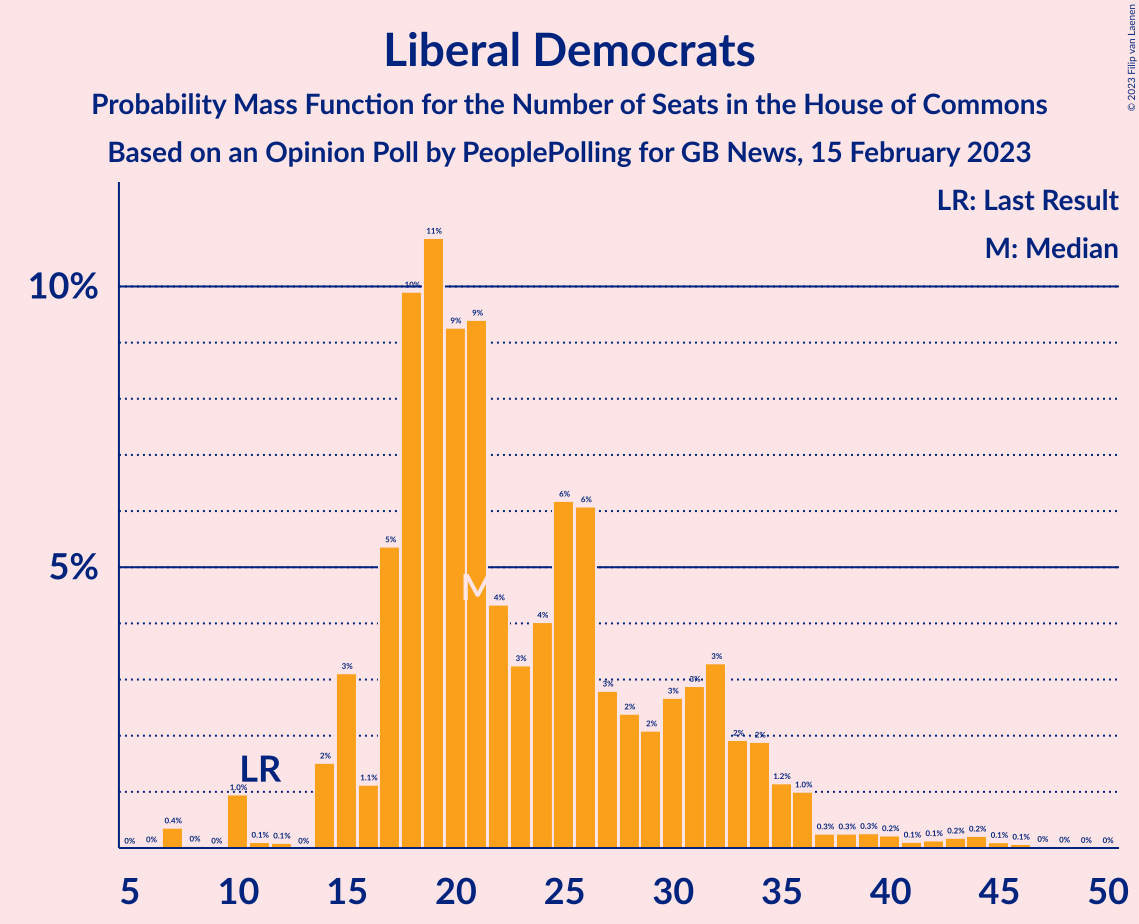 © 2023 Filip van Laenen
Liberal Democrats
Probability Mass Function for the Number of Seats in the House of Commons
Based on an Opinion Poll by PeoplePolling for GB News, 15 February 2023
LR: Last Result
M: Median
10%
5%
LR
M
0% 0% 0.4% 0% 0% 1.0% 0.1% 0.1% 0% 2% 3% 1.1% 5% 10% 11% 9% 9% 4% 3% 4% 6% 6% 3% 2% 2% 3% 3% 3% 2% 2% 1.2% 1.0% 0.3% 0.3% 0.3% 0.2% 0.1% 0.1% 0.2% 0.2% 0.1% 0.1% 0% 0% 0% 0%
5 10 15 20 25 30 35 40 45 50